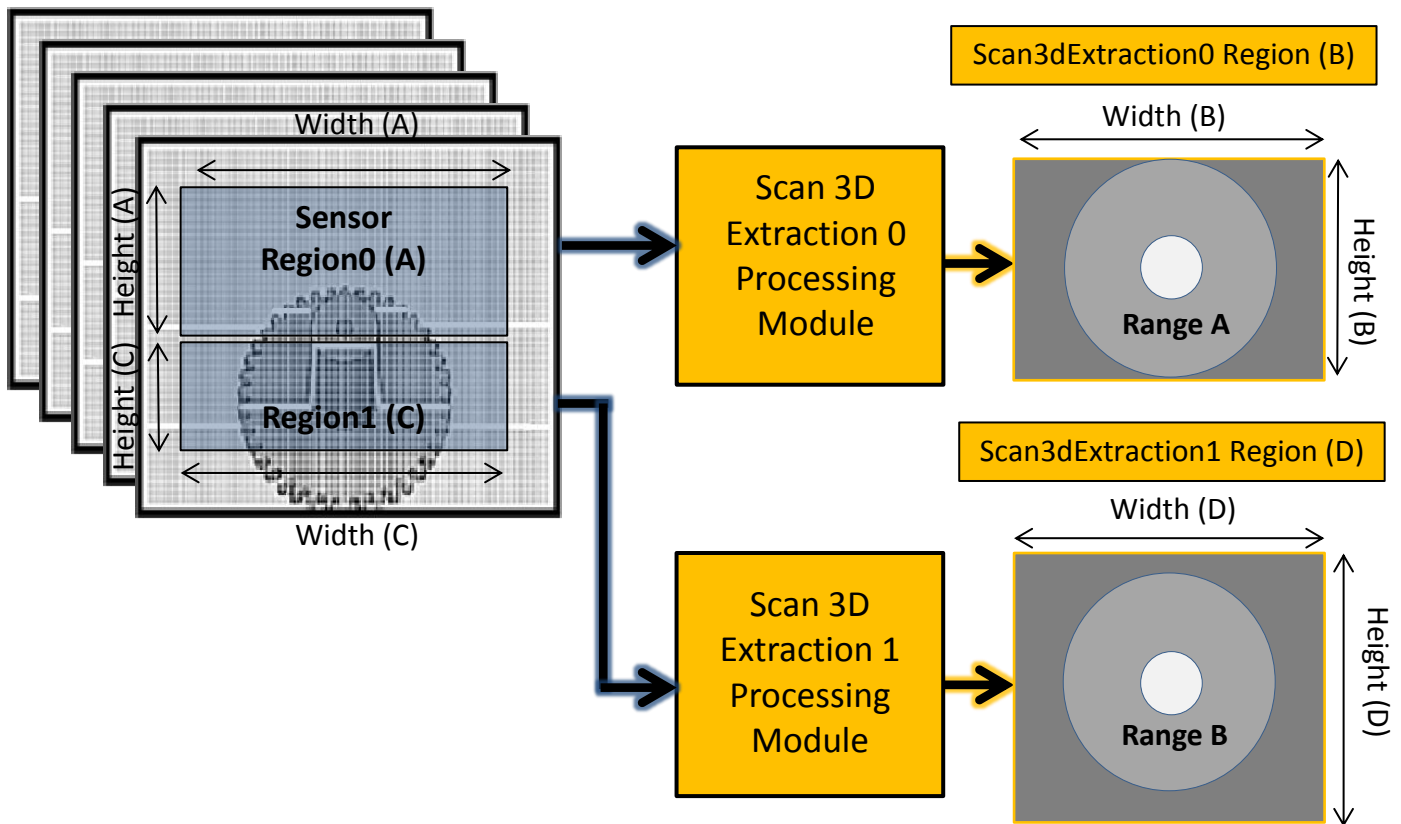 Width (A)
Height (A)
Sensor
Region0 (A)
Height (C)
Region1 (C)
Width (C)
Scan 3D
Extraction 0
Processing
Module
Scan3dExtraction0 Region (B)
Width (B)
Height (B)
Range A
Scan 3D
Extraction 1
Processing
Module
Scan3dExtraction1 Region (D)
Width (D)
Height (D)
Range B